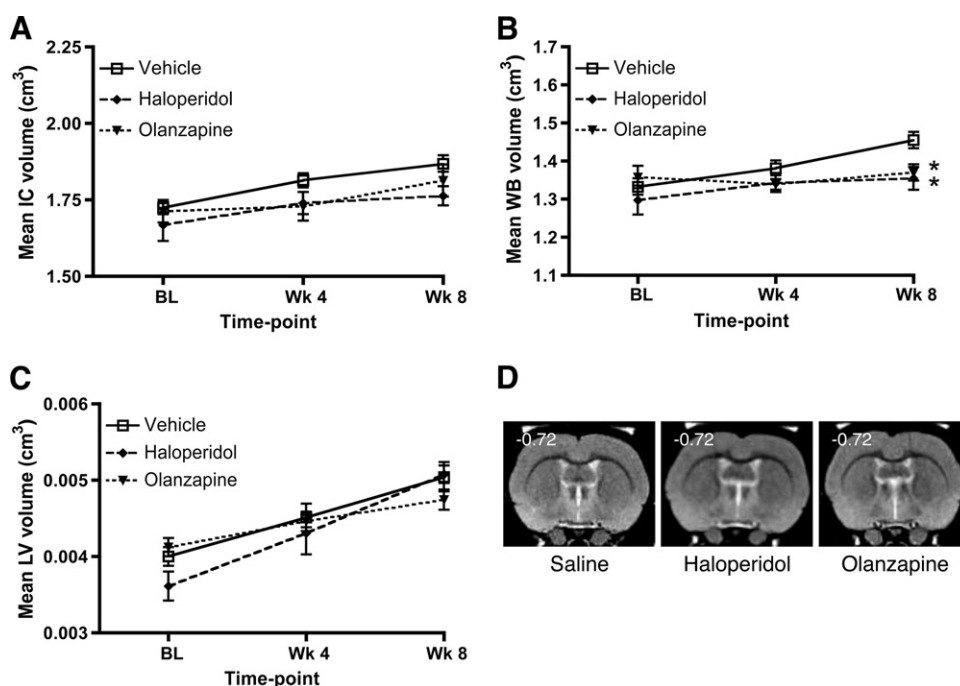 A
Mean IC volume (cm³)
2.25
2.00
1.75
1.50
Vehicle
Haloperidol
Olanzapine
BL
Wk 4
Wk 8
Time-point
B
Mean WB volume (cm³)
1.7
1.6
1.5
1.4
1.3
1.2
1.1
Vehicle
Haloperidol
Olanzapine
*
*
BL
Wk 4
Wk 8
Time-point
C
Mean LV volume (cm³)
0.006
0.005
0.004
0.003
Vehicle
Haloperidol
Olanzapine
BL
Wk 4
Wk 8
Time-point
D
-0.72
-0.72
-0.72
Saline
Haloperidol
Olanzapine